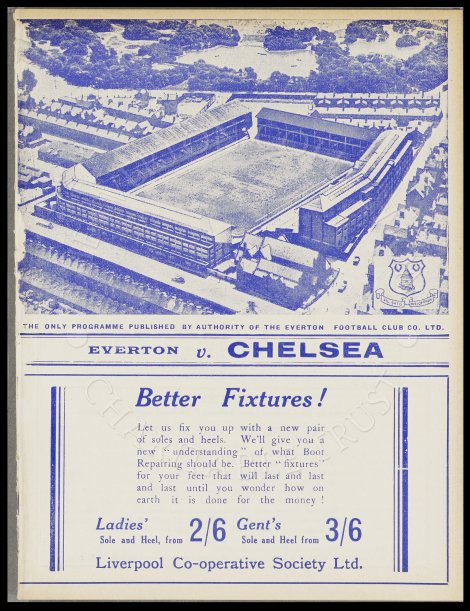 THE ONLY PROGRAMME PUBLISHED BY AUTHORITY OF THE EVERTON FOOTBALL CLUB CO. LTD.
EVERTON v. CHELSEA
Better Fixtures!
Let us fix you up with a new pair
of soles and heels. We'll give you a
new "understanding" of what Boot
Repairing should be. Better "fixtures"
for your feet that will last and last
and last until you wonder how on
earth it is done for the money!
Ladies' 2/6 Gent's 3/6
Sole and Heel, from Sole and Heel from
Liverpool Co-operative Society Ltd.